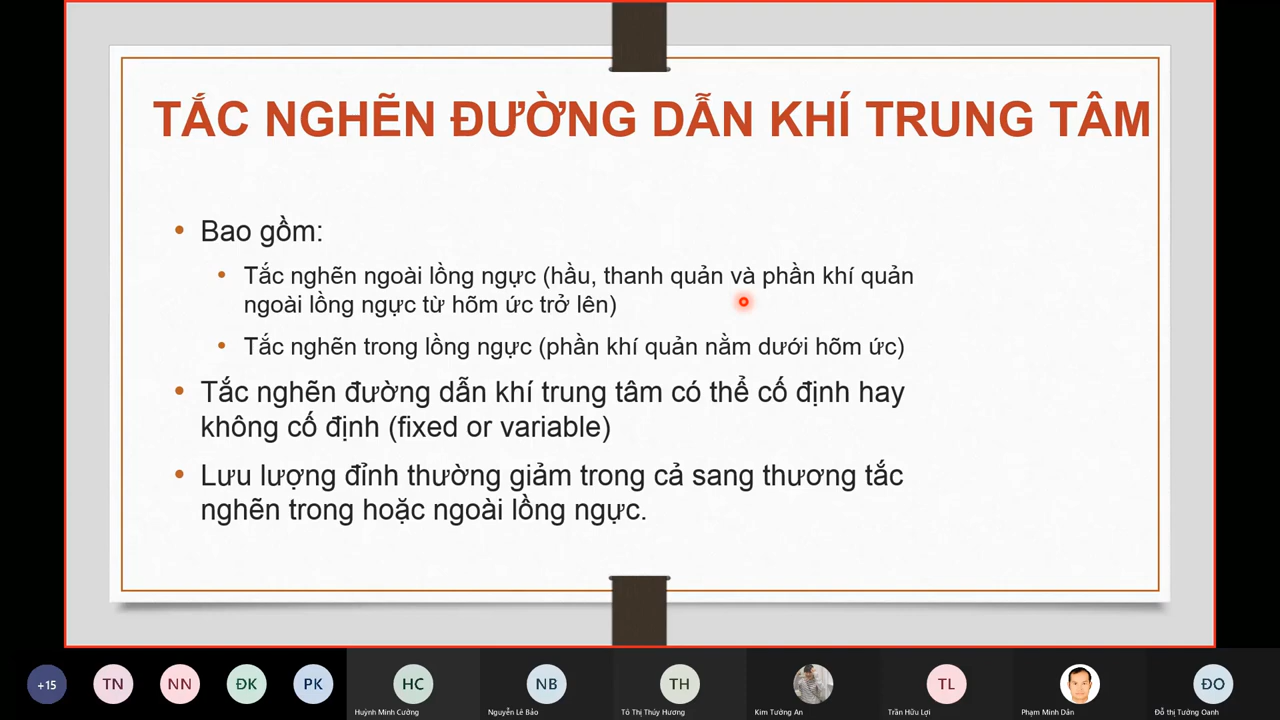 TẮC NGHẼN ĐƯỜNG DẪN KHÍ TRUNG TÂM
• Bao gồm:
• Tắc nghẽn ngoài lồng ngực (hầu, thanh quản và phần khí quản
ngoài lồng ngực từ hõm ức trở lên)
• Tắc nghẽn trong lồng ngực (phần khí quản nằm dưới hõm ức)
• Tắc nghẽn đường dẫn khí trung tâm có thể cố định hay
không cố định (fixed or variable)
• Lưu lượng đỉnh thường giảm trong cả sang thương tắc
nghẽn trong hoặc ngoài lồng ngực.
+15 TN NN ĐK PK HC NB TH TL ĐO
Huỳnh Minh Cường Nguyễn Lê Bảo Tô Thị Thúy Hương Kim Tường An Trần Hữu Lợi Phạm Minh Dân Đỗ thị Tường Oanh